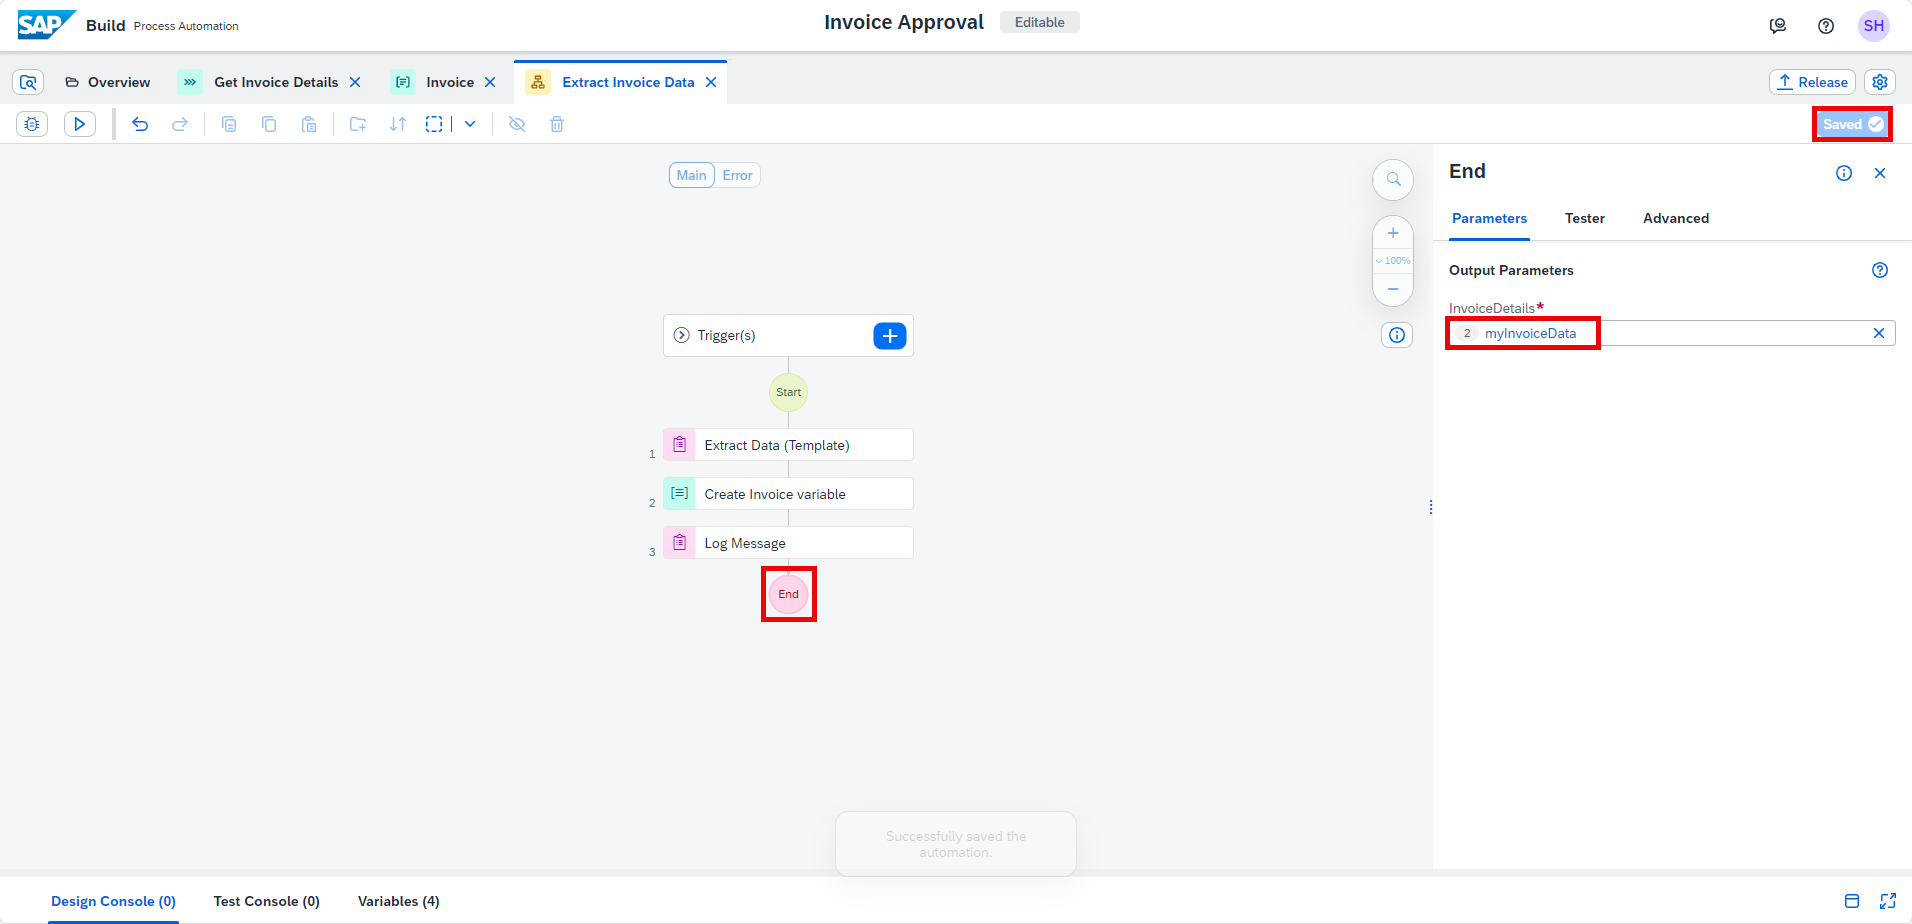 SAP Build Process Automation
Invoice Approval Editable
SH
Overview Get Invoice Details Invoice Extract Invoice Data
Release
Saved
Main Error
100%
Trigger(s)
Start
1 Extract Data (Template)
2 Create Invoice variable
3 Log Message
End
End
Parameters Tester Advanced
Output Parameters
InvoiceDetails*
2 myInvoiceData
Successfully saved the
automation.
Design Console (0) Test Console (0) Variables (4)